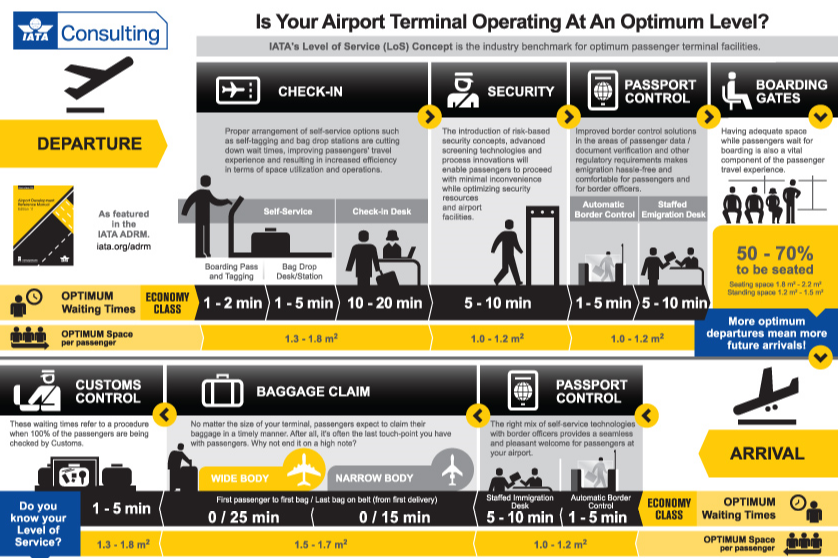 IATA
Consulting
Is Your Airport Terminal Operating At An Optimum Level?
IATA's Level of Service (LoS) Concept is the industry benchmark for optimum passenger terminal facilities.
DEPARTURE
As featured
in the
IATA ADRM.
iata.org/adrm
CHECK-IN
Proper arrangement of self-service options such
as self-tagging and bag drop stations are cutting
down wait times, improving passengers' travel
experience and resulting in increased efficiency
in terms of space utilization and operations.
Self-Service
Check-in Desk
Boarding Pass
and Tagging
Bag Drop
Desk/Station
SECURITY
The introduction of risk-based
security concepts, advanced
screening technologies and
process innovations will
enable passengers to proceed
with minimal inconvenience
while optimizing security
resources
and airport
facilities.
PASSPORT
CONTROL
Improved border control solutions
in the areas of passenger data /
document verification and other
regulatory requirements makes
emigration hassle-free and
comfortable for passengers and
for border officers.
Automatic
Border Control
Staffed
Emigration Desk
BOARDING
GATES
Having adequate space
while passengers wait for
boarding is also a vital
component of the passenger
travel experience.
50 - 70%
to be seated
Seating space 1.8 m² - 2.2 m²
Standing space 1.2 m² - 1.5 m²
OPTIMUM
Waiting Times
ECONOMY
CLASS
1 - 2 min
1 - 5 min
10 - 20 min
5 - 10 min
1 - 5 min
5 - 10 min
OPTIMUM Space
per passenger
1.3 - 1.8 m²
1.0 - 1.2 m²
1.0 - 1.2 m²
More optimum
departures mean more
future arrivals!
CUSTOMS
CONTROL
These waiting times refer to a procedure
when 100% of the passengers are being
checked by Customs.
BAGGAGE CLAIM
No matter the size of your terminal, passengers expect to claim their
baggage in a timely manner. After all, it's often the last touch-point you have
with passengers. Why not end it on a high note?
WIDE BODY
NARROW BODY
PASSPORT
CONTROL
The right mix of self-service technologies
with border officers provides a seamless
and pleasant welcome for passengers at
your airport.
ARRIVAL
Do you
know your
Level of
Service?
1 - 5 min
First passenger to first bag / Last bag on belt (from first delivery)
0 / 25 min
0 / 15 min
Staffed Immigration
Desk
5 - 10 min
Automatic Border
Control
1 - 5 min
ECONOMY
CLASS
OPTIMUM
Waiting Times
1.3 - 1.8 m²
1.5 - 1.7 m²
1.0 - 1.2 m²
OPTIMUM Space
per passenger